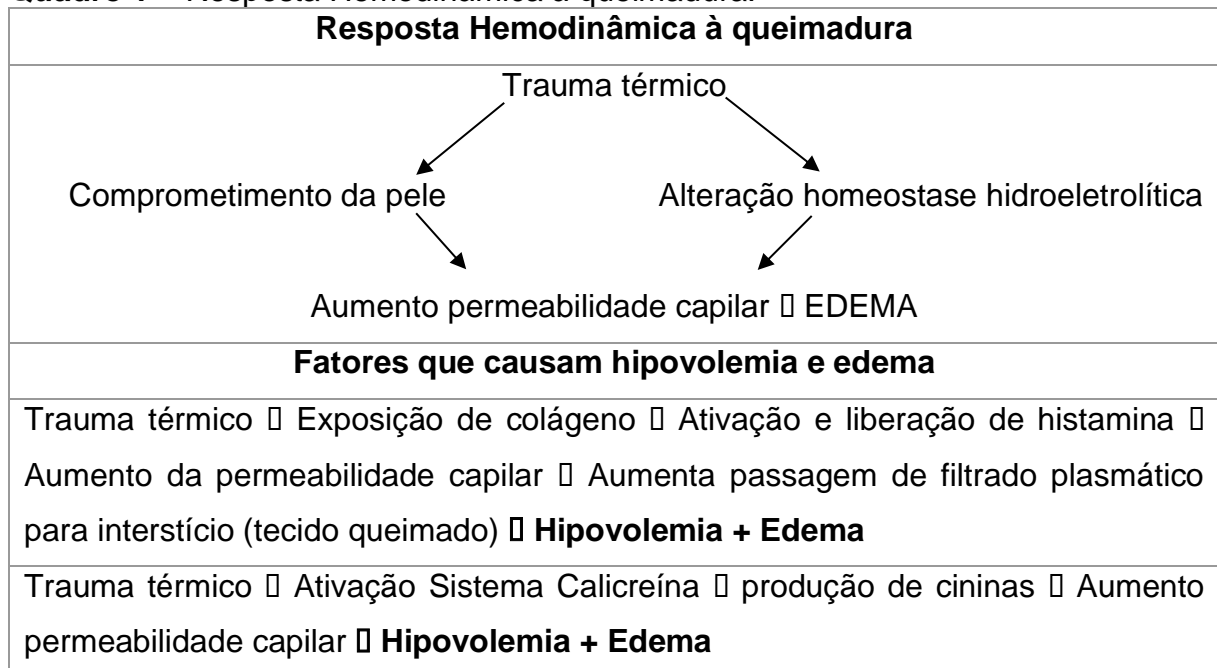 Resposta Hemodinâmica à queimadura
Trauma térmico
Comprometimento da pele Alteração homeostase hidroeletrolítica
Aumento permeabilidade capilar  EDEMA
Fatores que causam hipovolemia e edema
Trauma térmico  Exposição de colágeno  Ativação e liberação de histamina 
Aumento da permeabilidade capilar  Aumenta passagem de filtrado plasmático
para interstício (tecido queimado)  Hipovolemia + Edema
Trauma térmico  Ativação Sistema Calicreína  produção de cininas  Aumento
permeabilidade capilar  Hipovolemia + Edema